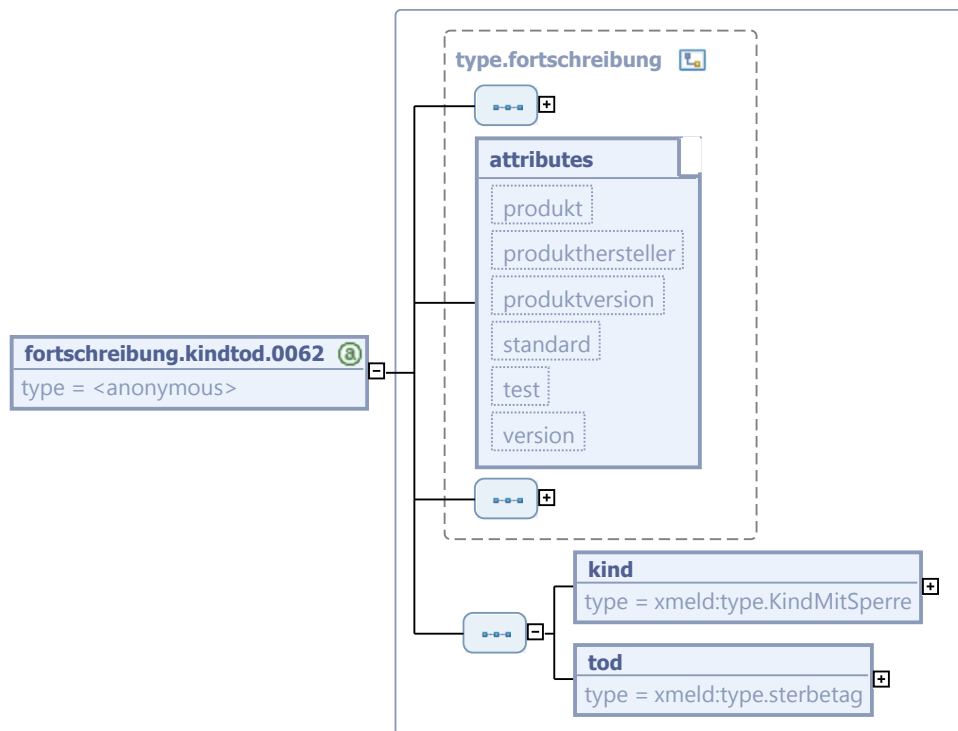 type.fortschreibung
attributes
produkt
produkthersteller
produktversion
standard
test
version
fortschreibung.kindtod.0062 a
type = <anonymous>
kind
type = xmeld:type.KindMitSperre
tod
type = xmeld:type.sterbetag